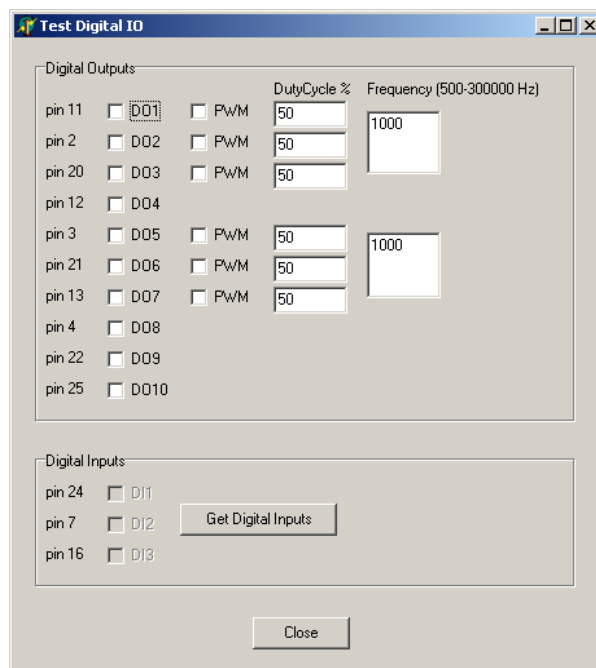 Test Digital IO
Digital Outputs
DutyCycle % Frequency (500-300000 Hz)
pin 11 DO1 PWM 50 1000
pin 2 DO2 PWM 50
pin 20 DO3 PWM 50
pin 12 DO4
pin 3 DO5 PWM 50 1000
pin 21 DO6 PWM 50
pin 13 DO7 PWM 50
pin 4 DO8
pin 22 DO9
pin 25 DO10
Digital Inputs
pin 24 DI1
pin 7 DI2 Get Digital Inputs
pin 16 DI3
Close